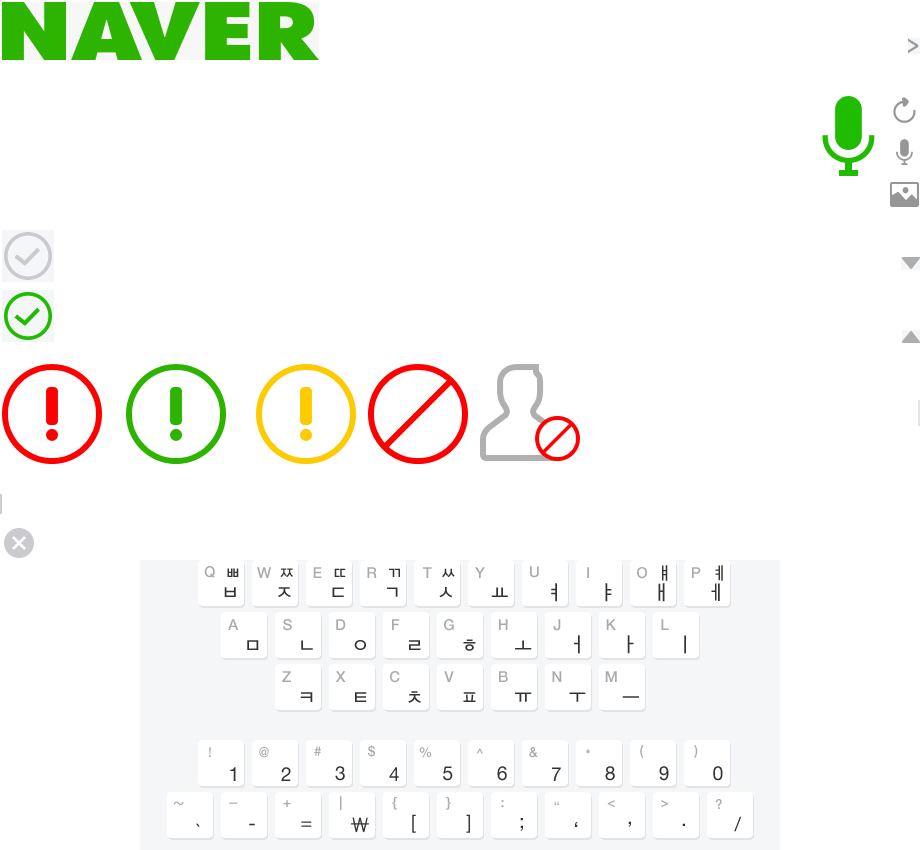 NAVER
>
Q ㅃ ㅂ W ㅉ ㅈ E ㄸ ㄷ R ㄲ ㄱ T ㅆ ㅅ Y ㅛ U ㅕ I ㅑ O ㅒ ㅐ P ㅖ ㅔ
A ㅁ S ㄴ D ㅇ F ㄹ G ㅎ H ㅗ J ㅓ K ㅏ L ㅣ
Z ㅋ X ㅌ C ㅊ V ㅍ B ㅠ N ㅜ M ㅡ
! 1 @ 2 # 3 $ 4 % 5 ^ 6 & 7 * 8 ( 9 ) 0
~ 、 – - + = | ₩ { [ } ] : ; “ ‘ < , > . ? /